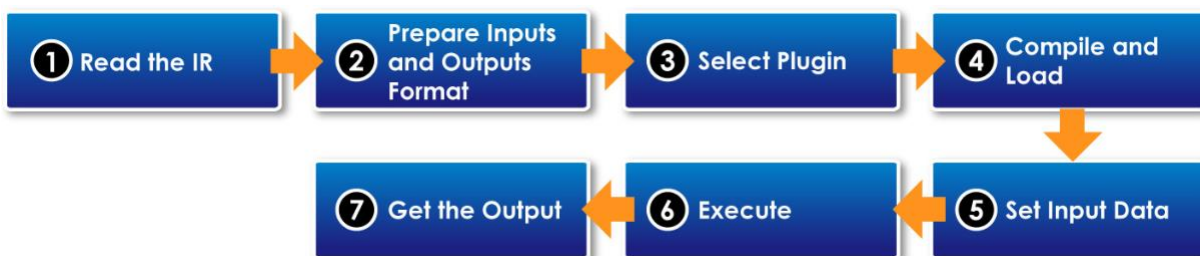 1 Read the IR
2 Prepare Inputs
and Outputs
Format
3 Select Plugin
4 Compile and
Load
5 Set Input Data
6 Execute
7 Get the Output